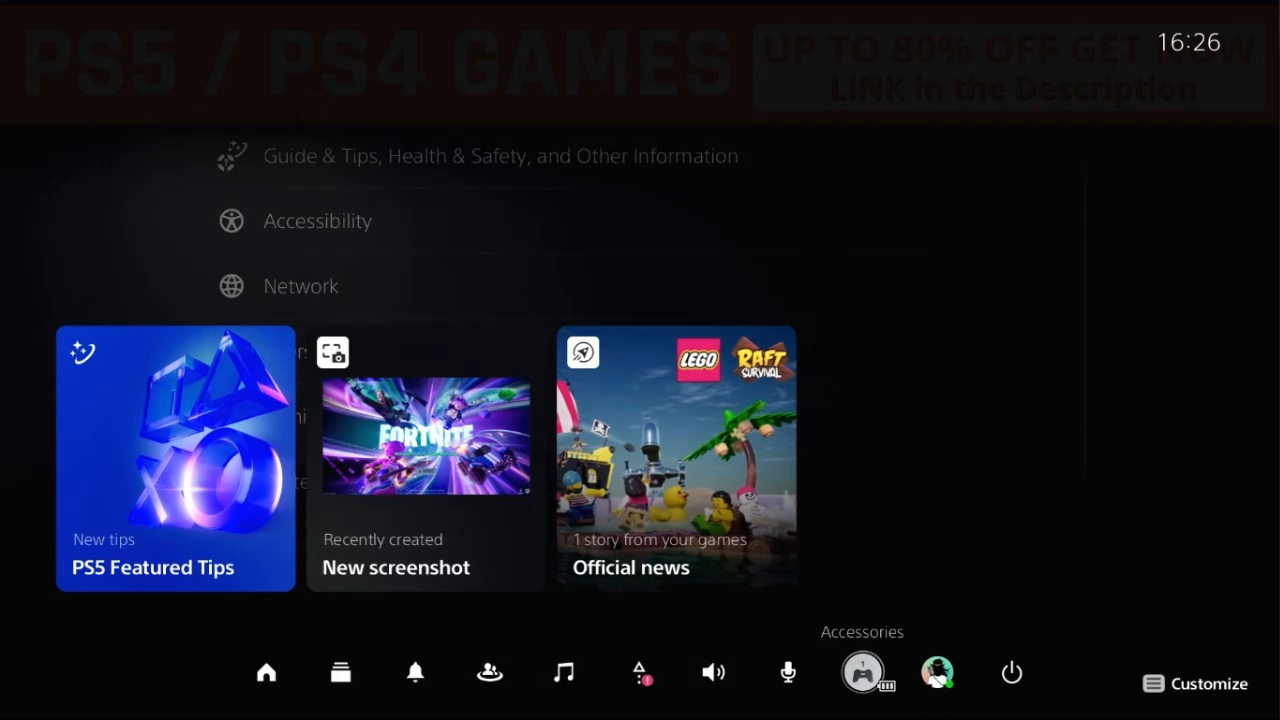 PS5 / PS4 GAMES
UP TO 80% OFF GET NOW
LINK in the Description
16:26
Guide & Tips, Health & Safety, and Other Information
Accessibility
Network
LEGO
RAFT
SURVIVAL
FORTNITE
New tips
PS5 Featured Tips
Recently created
New screenshot
1 story from your games
Official news
Accessories
1
Customize